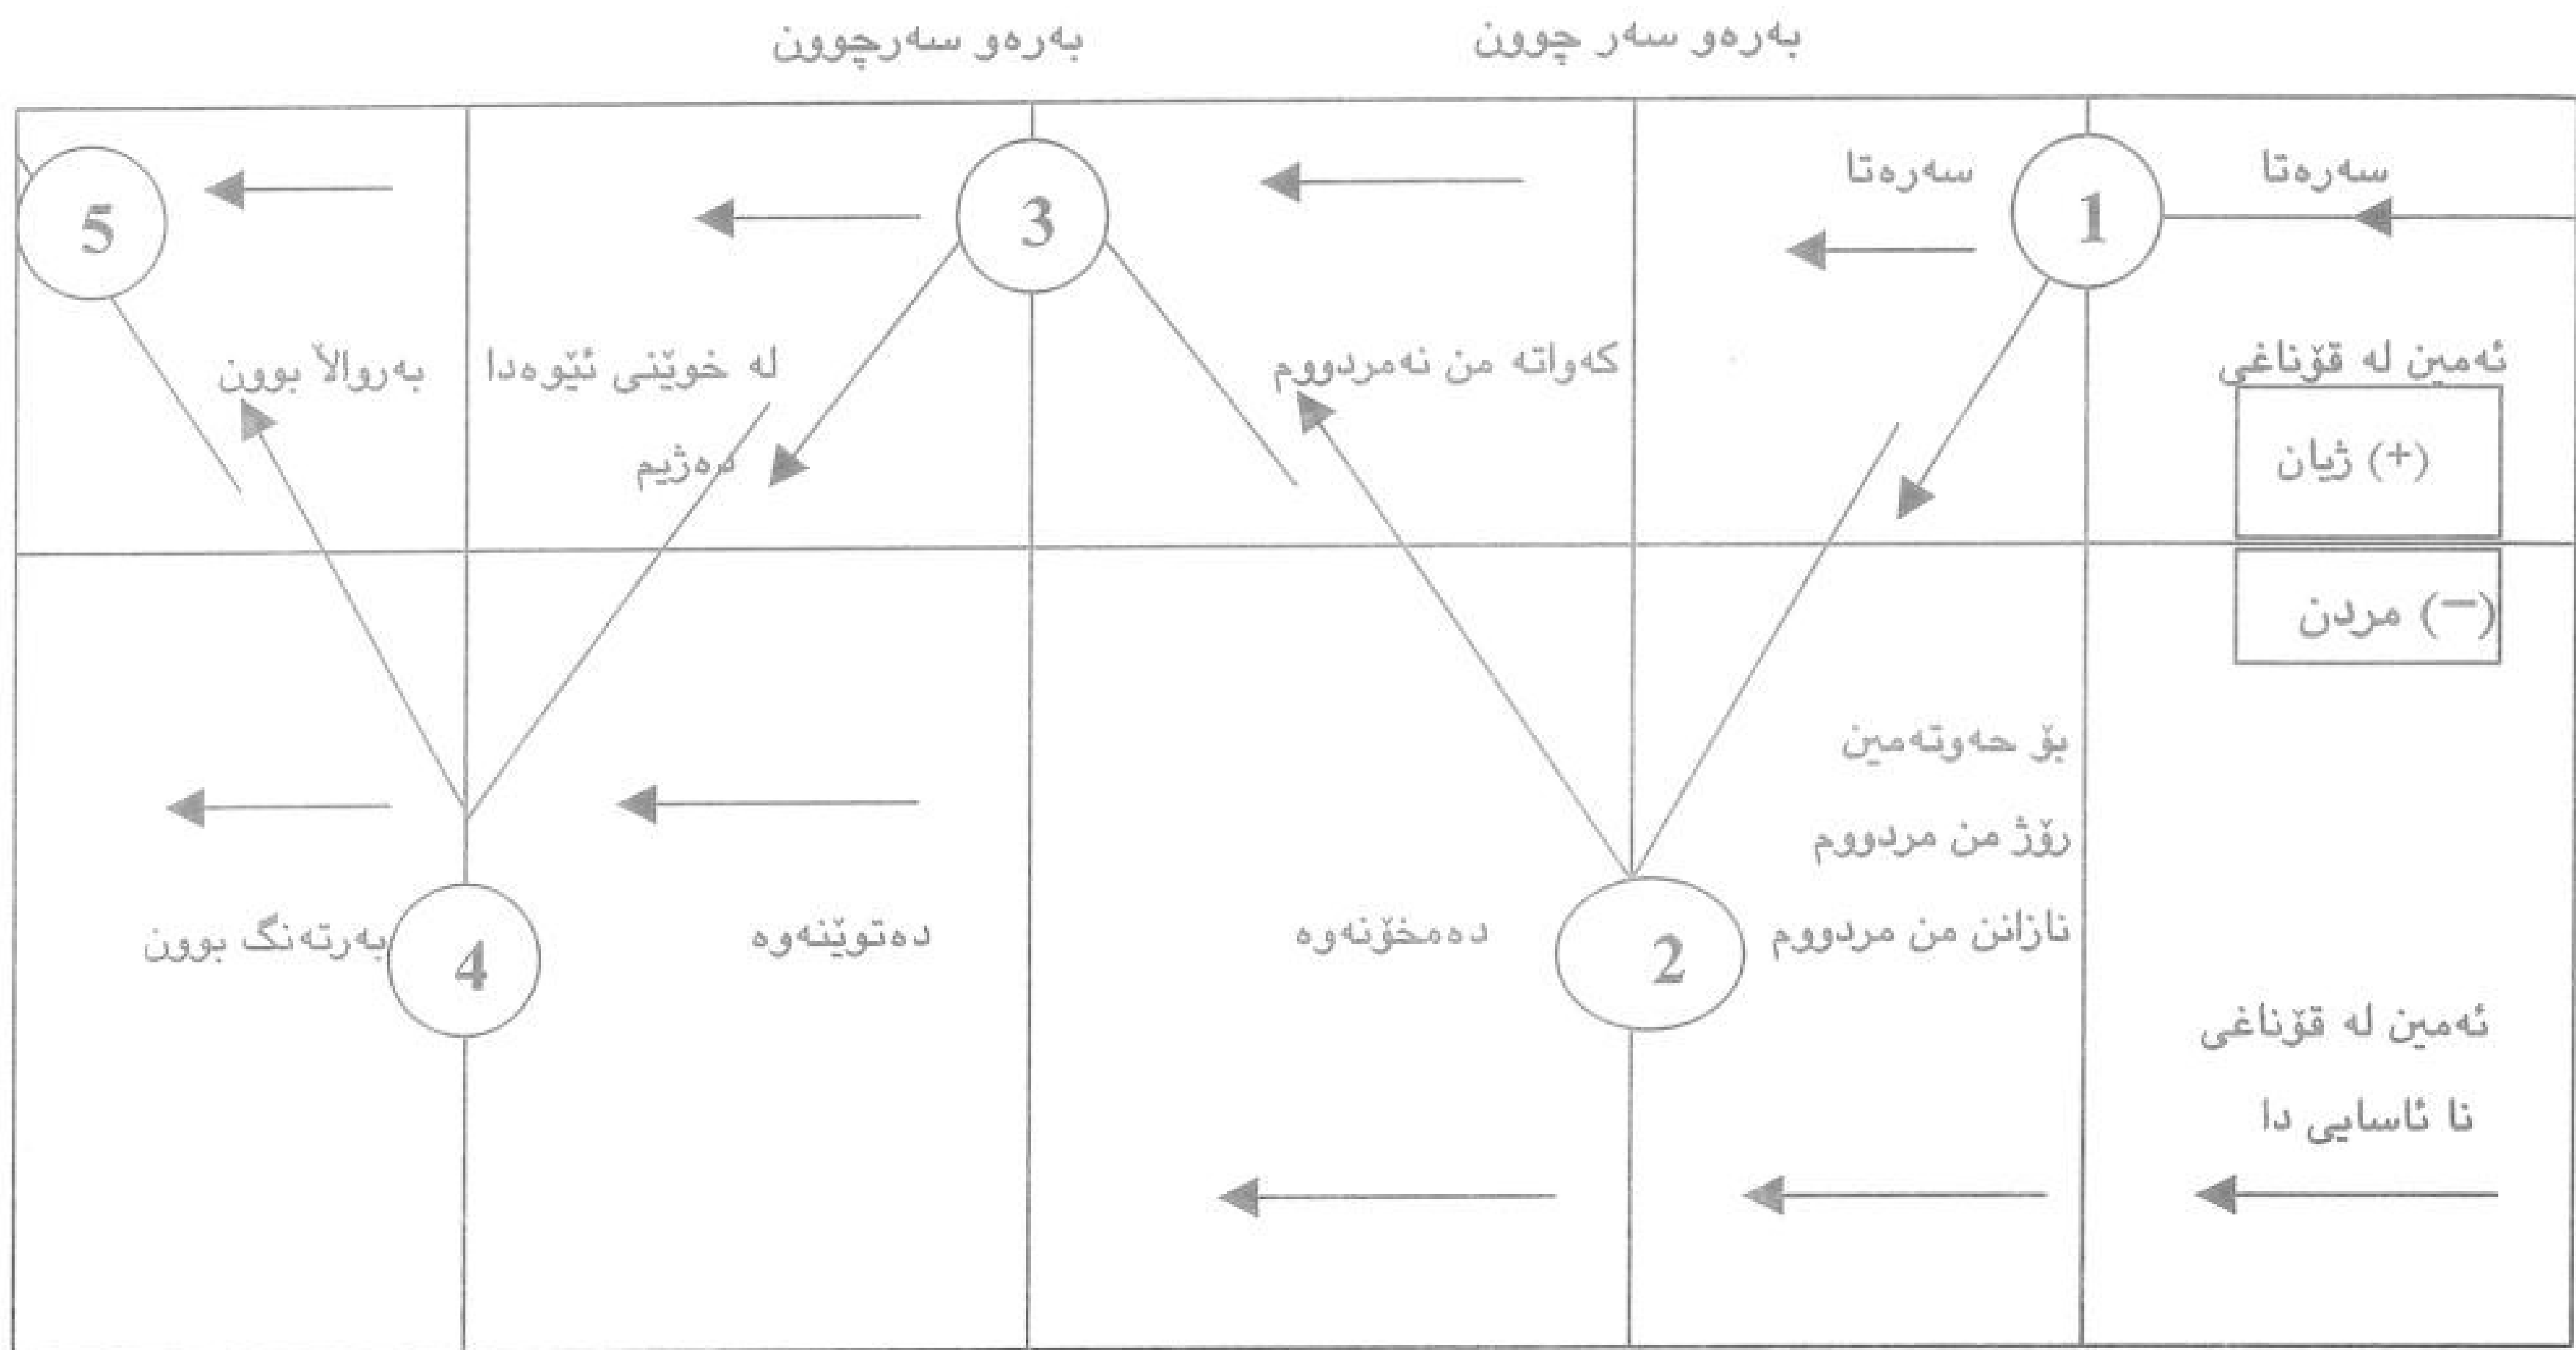 بەرەو سەر چوون
بەرەو سەرچوون
سەرەتا
1
سەرەتا
3
5
ئەمین لە قۆناغی
(+) ژیان
کەواتە من نەمردووم
لە خوێنی ئێوەدا
دەژیم
بەرواڵا بوون
(−) مردن
بۆ حەوتەمین
رۆژ من مردووم
نازانن من مردووم
2
دەمخۆنەوە
دەتوێنەوە
4
بەرتەنگ بوون
ئەمین لە قۆناغی
نا ئاسایی دا